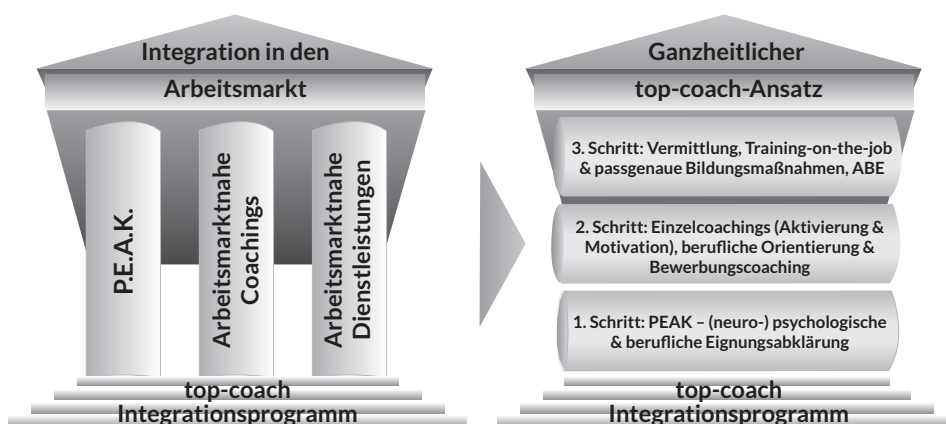 Integration in den
Arbeitsmarkt
P.E.A.K.
Arbeitsmarktnahe
Coachings
Arbeitsmarktnahe
Dienstleistungen
top-coach
Integrationsprogramm
Ganzheitlicher
top-coach-Ansatz
3. Schritt: Vermittlung, Training-on-the-job
& passgenaue Bildungsmaßnahmen, ABE
2. Schritt: Einzelcoachings (Aktivierung &
Motivation), berufliche Orientierung &
Bewerbungscoaching
1. Schritt: PEAK – (neuro-) psychologische
& berufliche Eignungsabklärung
top-coach
Integrationsprogramm